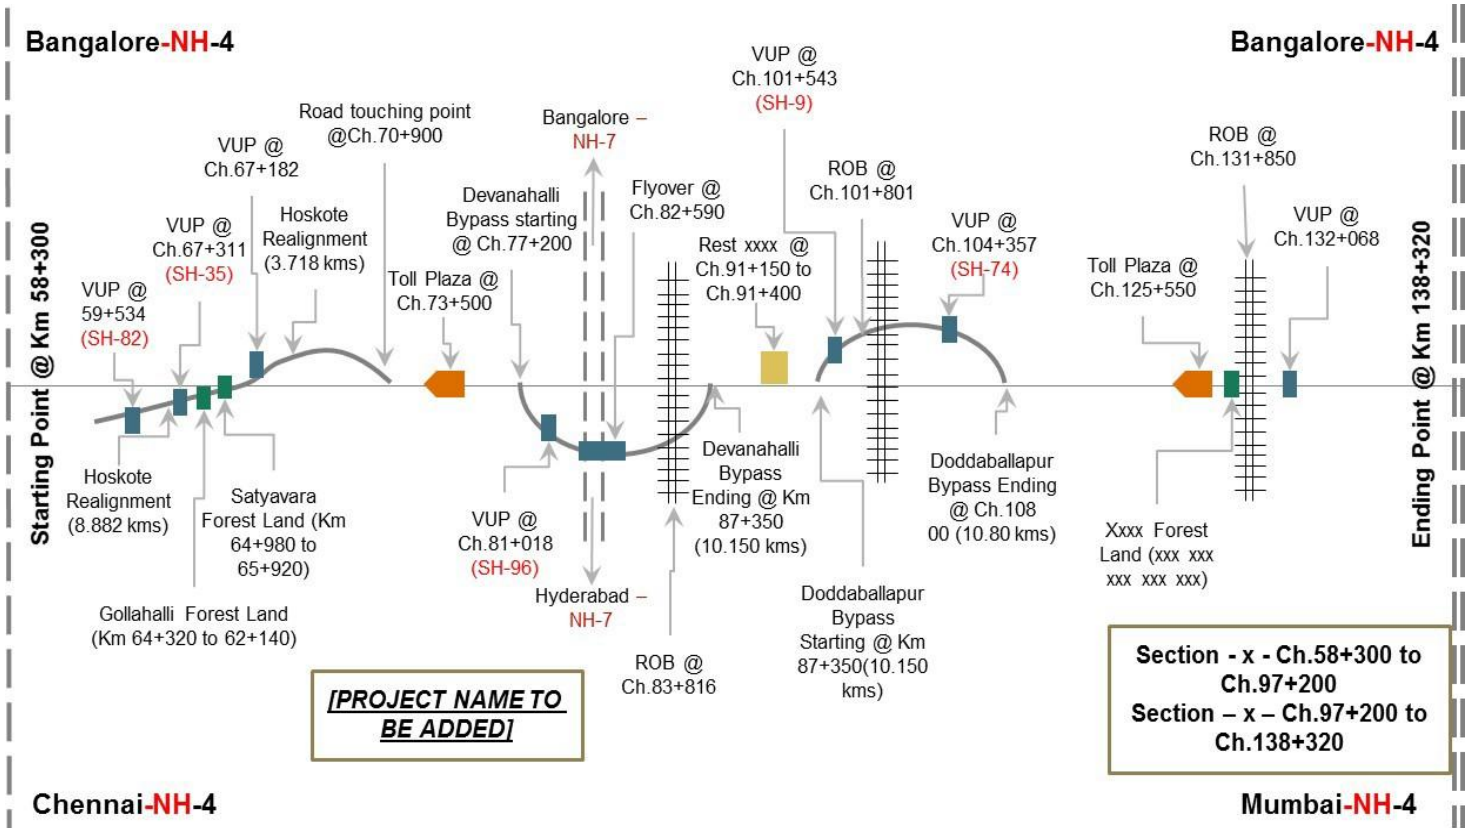 Bangalore-NH-4
Bangalore-NH-4
Starting Point @ Km 58+300
VUP @
59+534
(SH-82)
VUP @
Ch.67+311
(SH-35)
VUP @
Ch.67+182
Hoskote
Realignment
(3.718 kms)
Road touching point
@Ch.70+900
Toll Plaza @
Ch.73+500
Devanahalli
Bypass starting
@ Ch.77+200
Bangalore –
NH-7
Flyover @
Ch.82+590
Rest xxxx @
Ch.91+150 to
Ch.91+400
VUP @
Ch.101+543
(SH-9)
ROB @
Ch.101+801
VUP @
Ch.104+357
(SH-74)
Toll Plaza @
Ch.125+550
ROB @
Ch.131+850
VUP @
Ch.132+068
Ending Point @ Km 138+320
Hoskote
Realignment
(8.882 kms)
Satyavara
Forest Land (Km
64+980 to
65+920)
Gollahalli Forest Land
(Km 64+320 to 62+140)
VUP @
Ch.81+018
(SH-96)
Hyderabad –
NH-7
ROB @
Ch.83+816
Devanahalli
Bypass
Ending @ Km
87+350
(10.150 kms)
Doddaballapur
Bypass
Starting @ Km
87+350(10.150
kms)
Doddaballapur
Bypass Ending
@ Ch.108
00 (10.80 kms)
Xxxx Forest
Land (xxx xxx
xxx xxx xxx)
[PROJECT NAME TO
BE ADDED]
Section - x - Ch.58+300 to
Ch.97+200
Section – x – Ch.97+200 to
Ch.138+320
Chennai-NH-4
Mumbai-NH-4